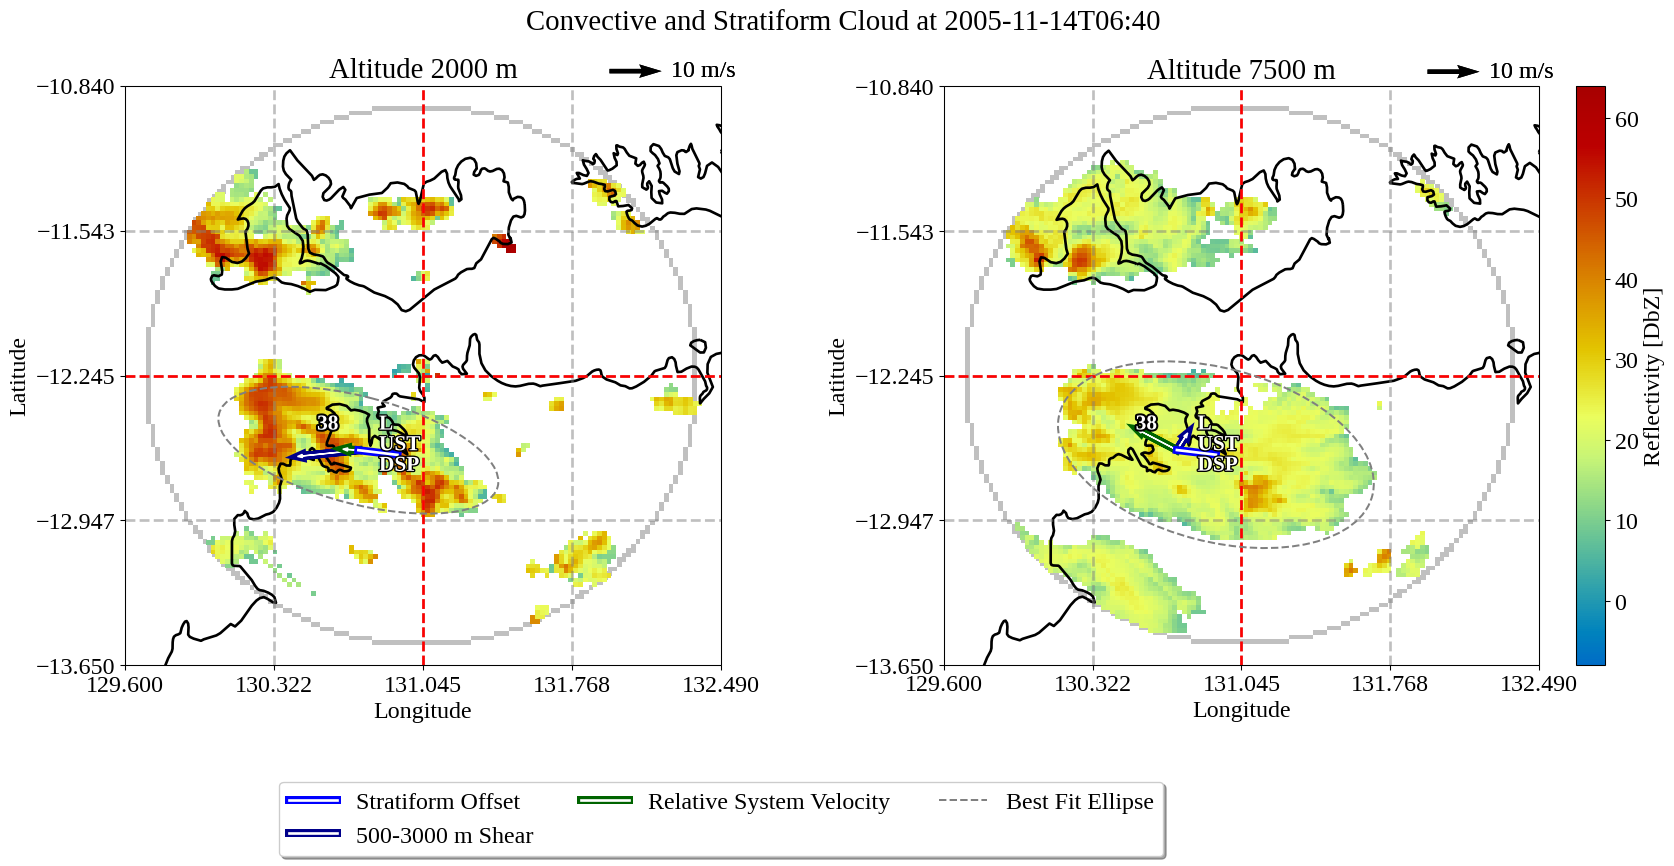 Convective and Stratiform Cloud at 2005-11-14T06:40
Altitude 2000 m
10 m/s
Altitude 7500 m
10 m/s
−10.840
−11.543
−12.245
−12.947
−13.650
Latitude
129.600
130.322
131.045
131.768
132.490
Longitude
38
L
UST
DSP
−10.840
−11.543
−12.245
−12.947
−13.650
Latitude
129.600
130.322
131.045
131.768
132.490
Longitude
38
L
UST
DSP
60
50
40
30
20
10
0
Reflectivity [DbZ]
Stratiform Offset
Relative System Velocity
Best Fit Ellipse
500-3000 m Shear